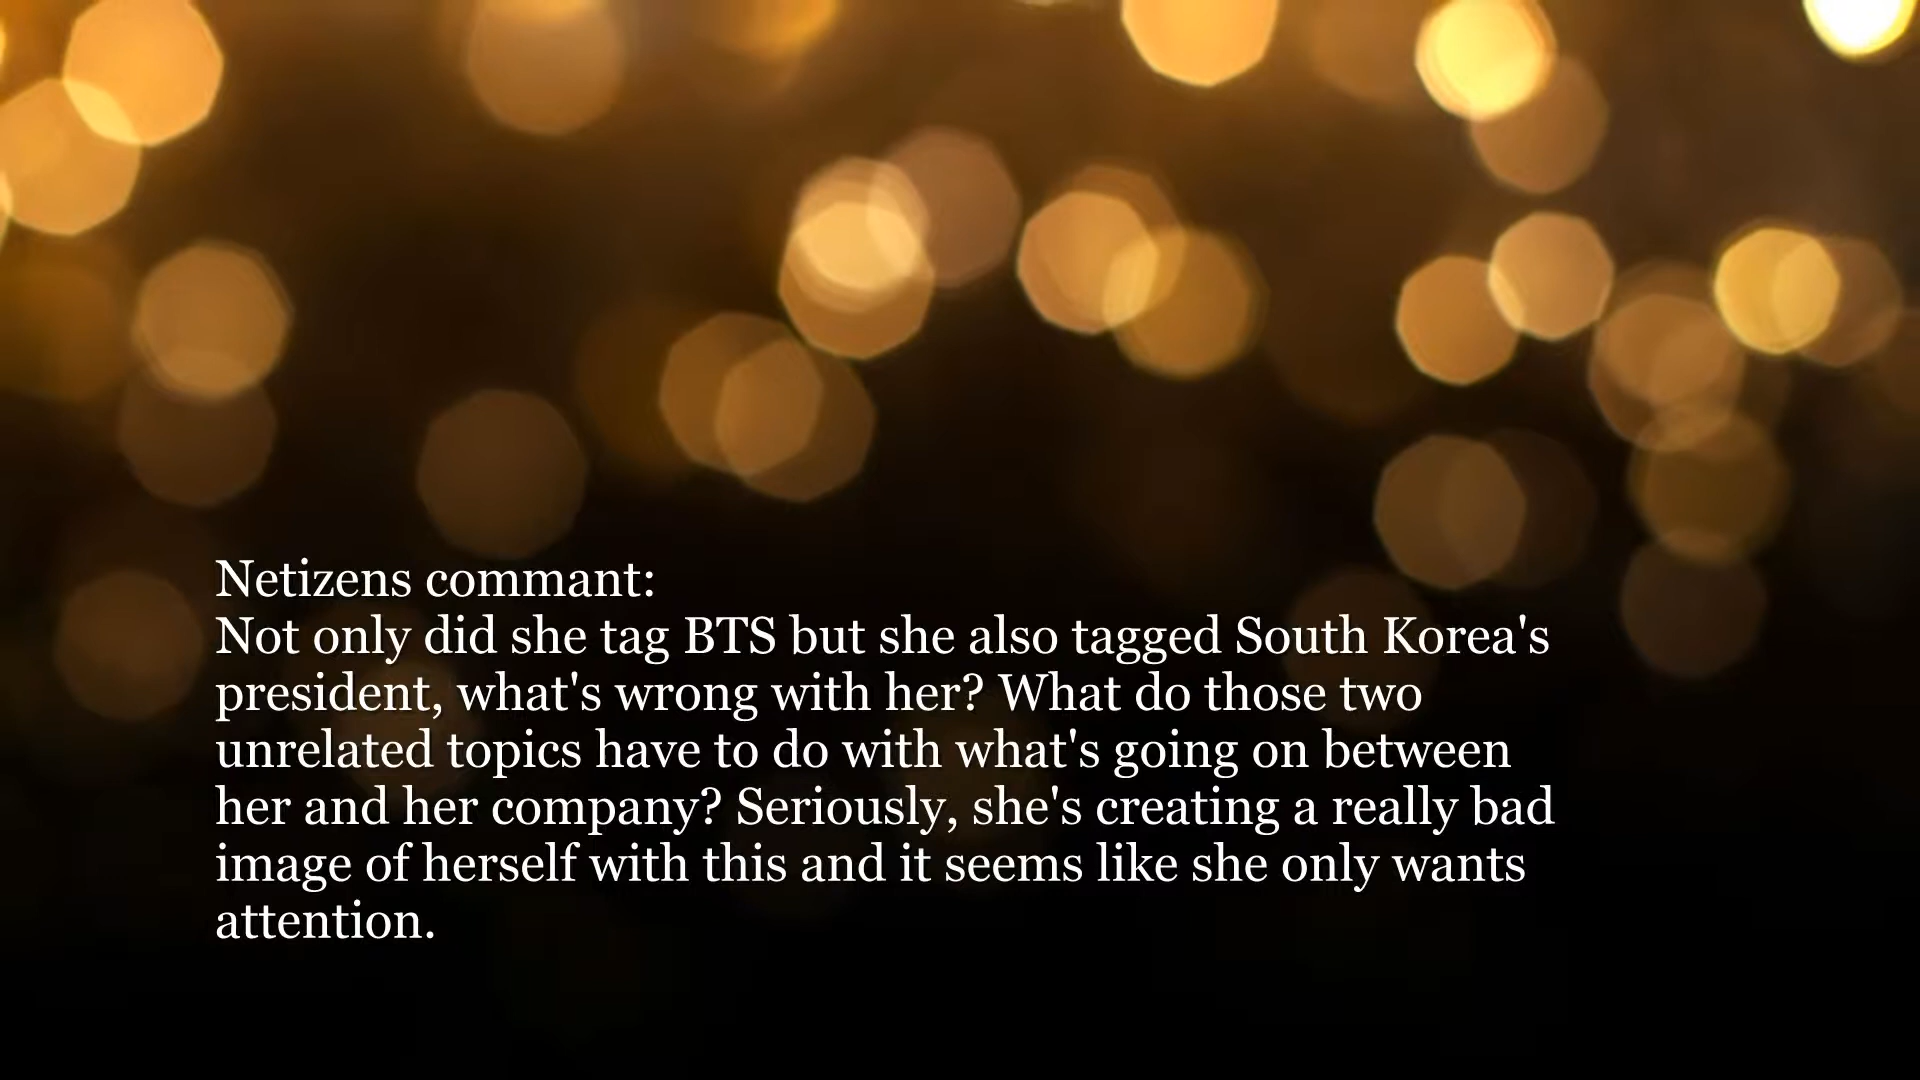 Netizens commant:
Not only did she tag BTS but she also tagged South Korea's
president, what's wrong with her? What do those two
unrelated topics have to do with what's going on between
her and her company? Seriously, she's creating a really bad
image of herself with this and it seems like she only wants
attention.